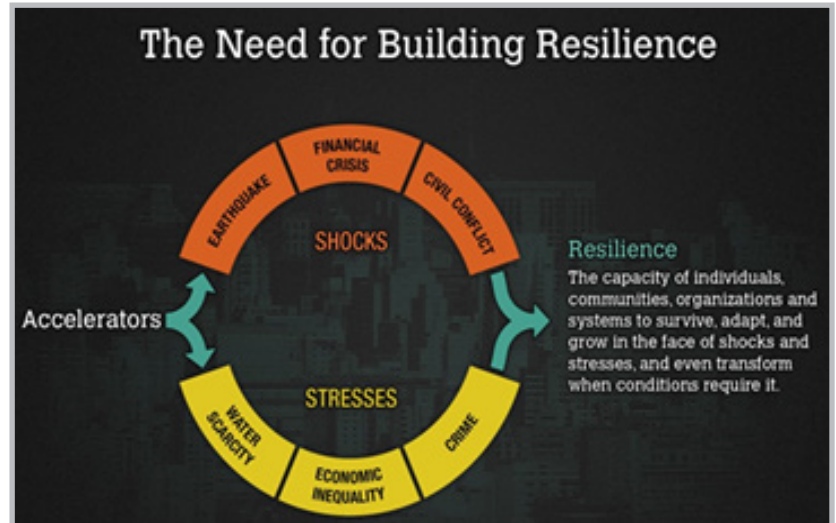 The Need for Building Resilience
EARTHQUAKE
FINANCIAL
CRISIS
CIVIL CONFLICT
SHOCKS
Accelerators
Resilience
The capacity of individuals,
communities, organizations and
systems to survive, adapt, and
grow in the face of shocks and
stresses, and even transform
when conditions require it.
STRESSES
WATER
SCARCITY
ECONOMIC
INEQUALITY
CRIME